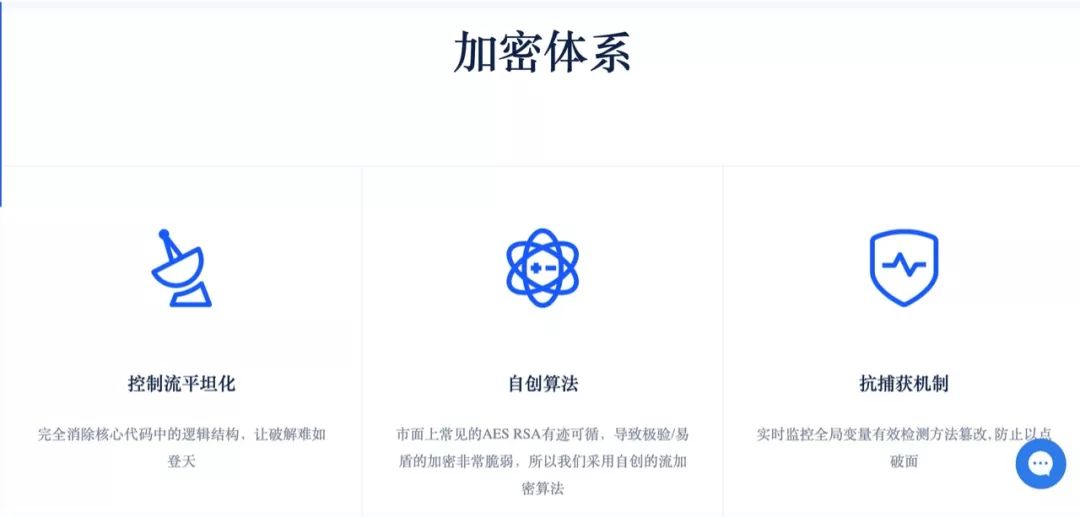 加密体系
控制流平坦化
完全消除核心代码中的逻辑结构，让破解难如
登天
自创算法
市面上常见的AES RSA有迹可循，导致极验/易
盾的加密非常脆弱，所以我们采用自创的流加
密算法
抗捕获机制
实时监控全局变量有效检测方法篡改,防止以点
破面